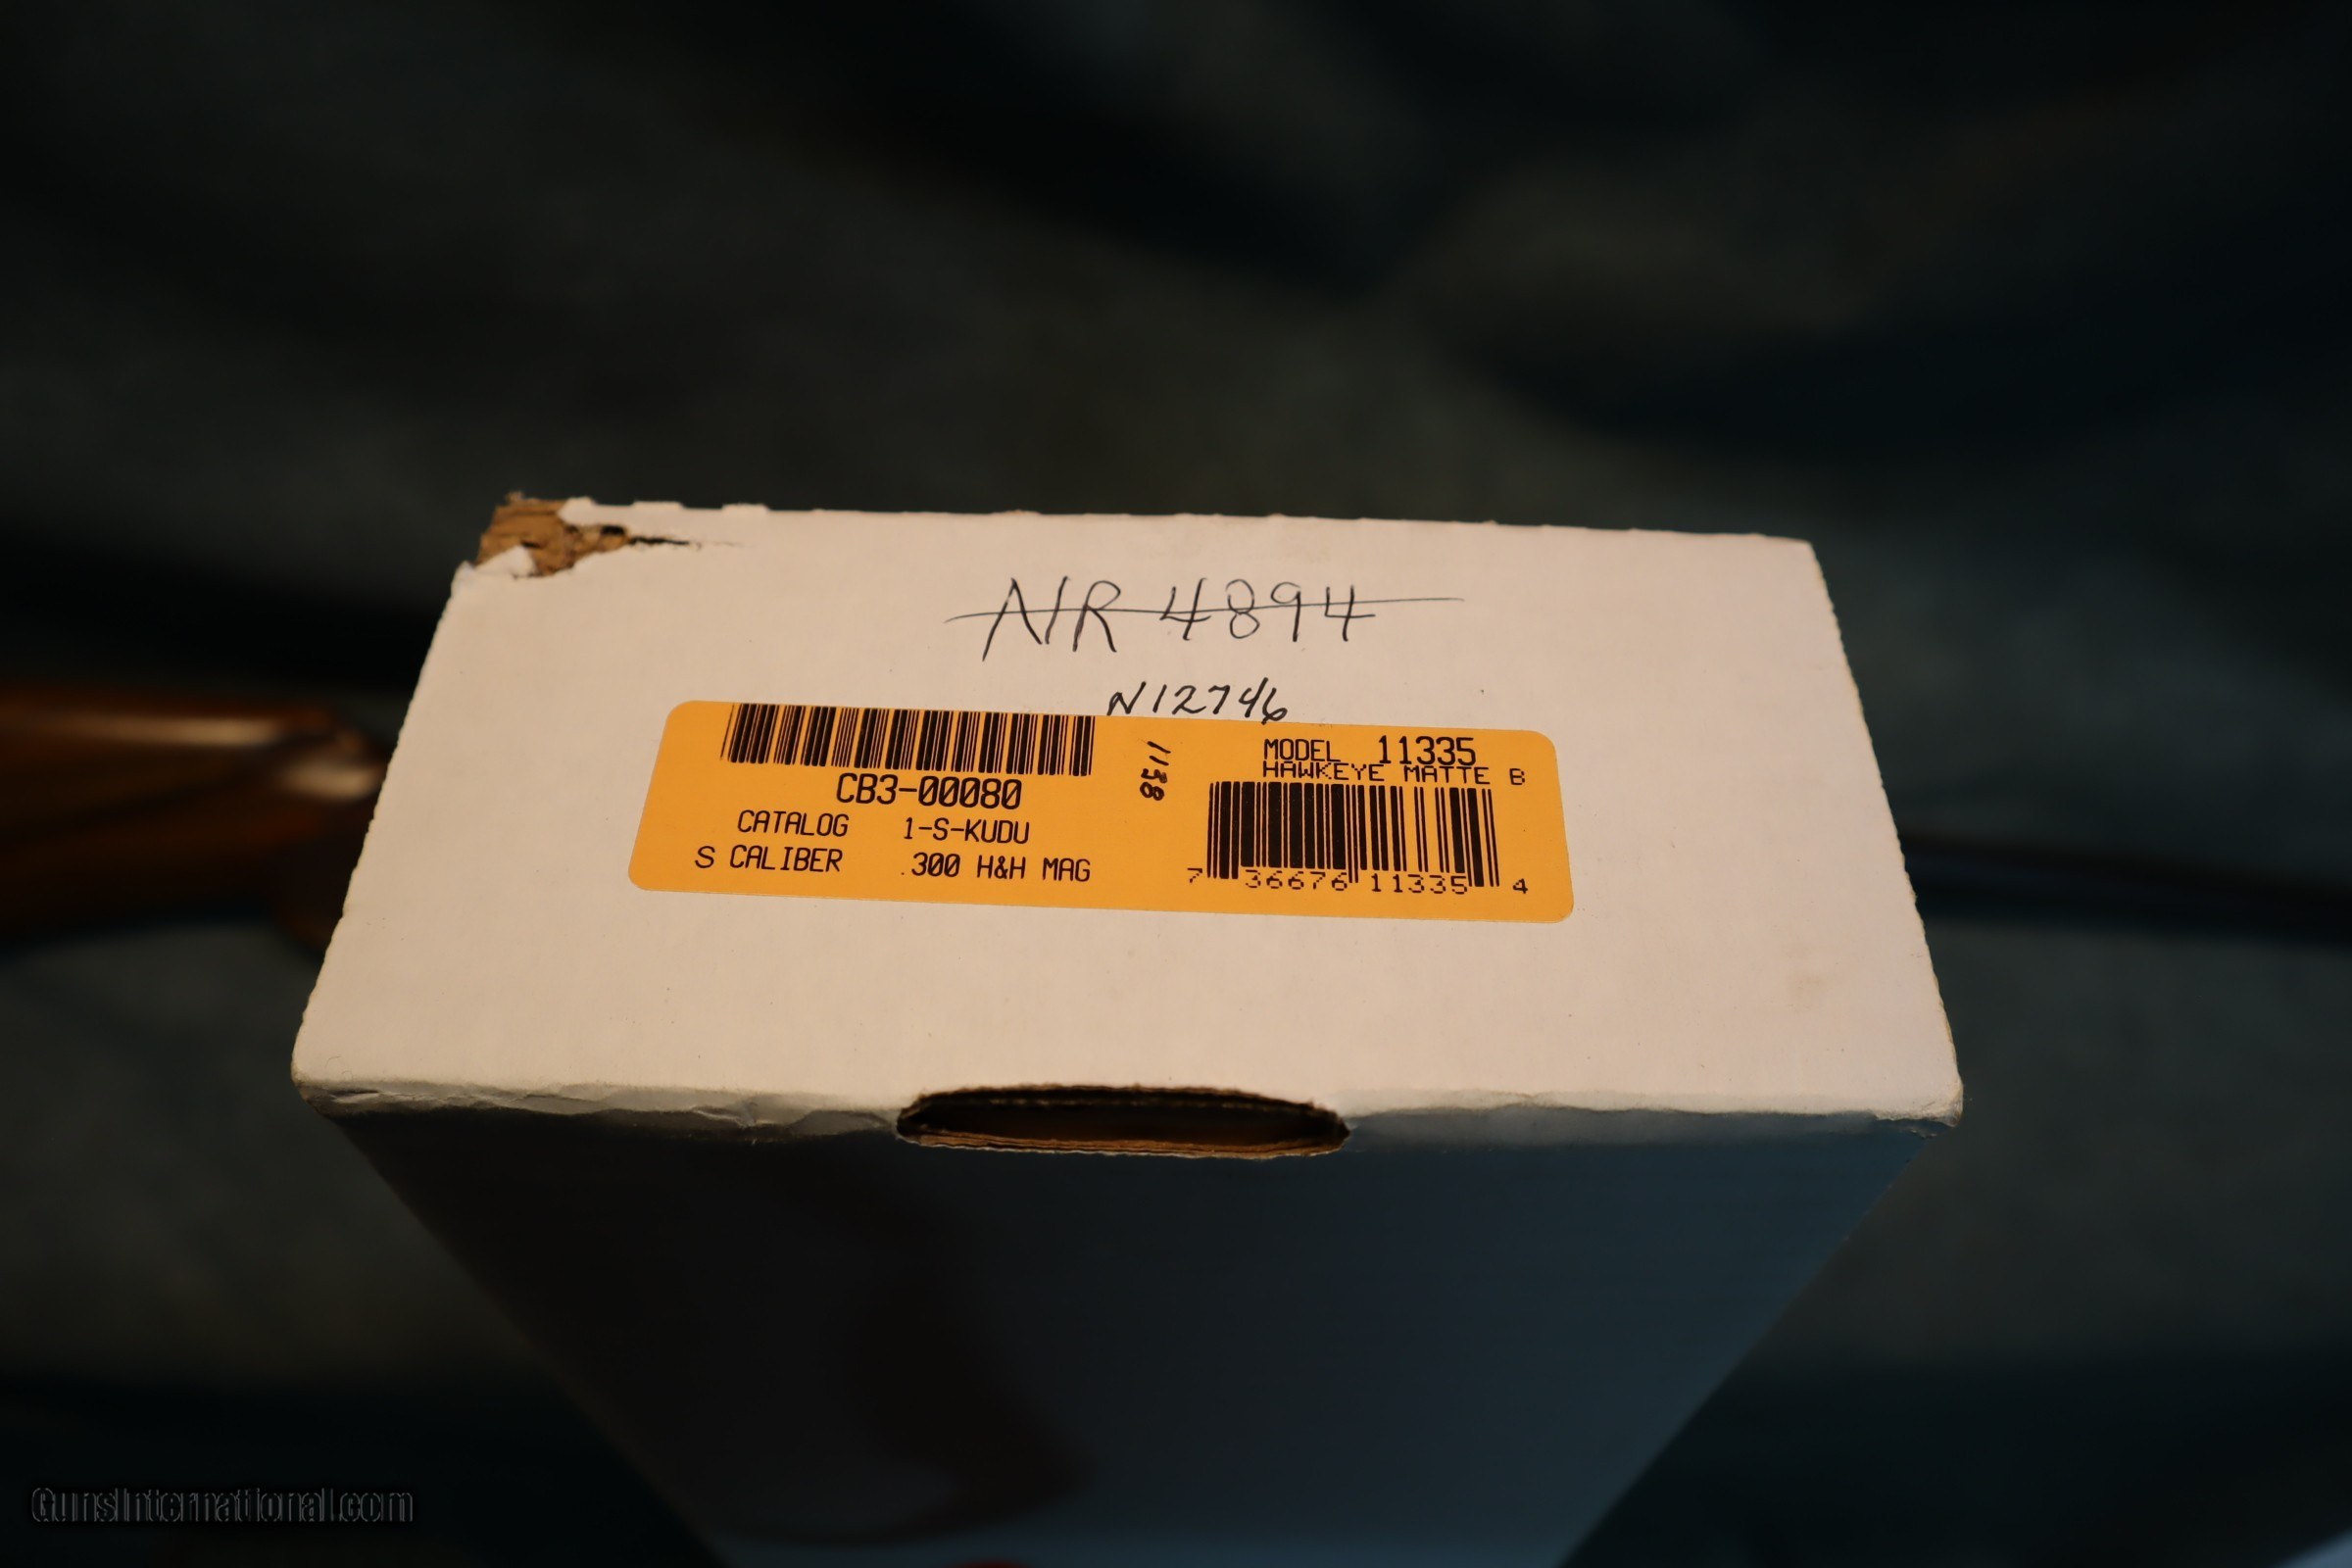 AIR 4894
N12746
CB3-00080
CATALOG 1-S-KUDU
S CALIBER .300 H&H MAG
1138
MODEL 11335
HAWKEYE MATTE B
7 36676 11335 4
GunsInternational.com